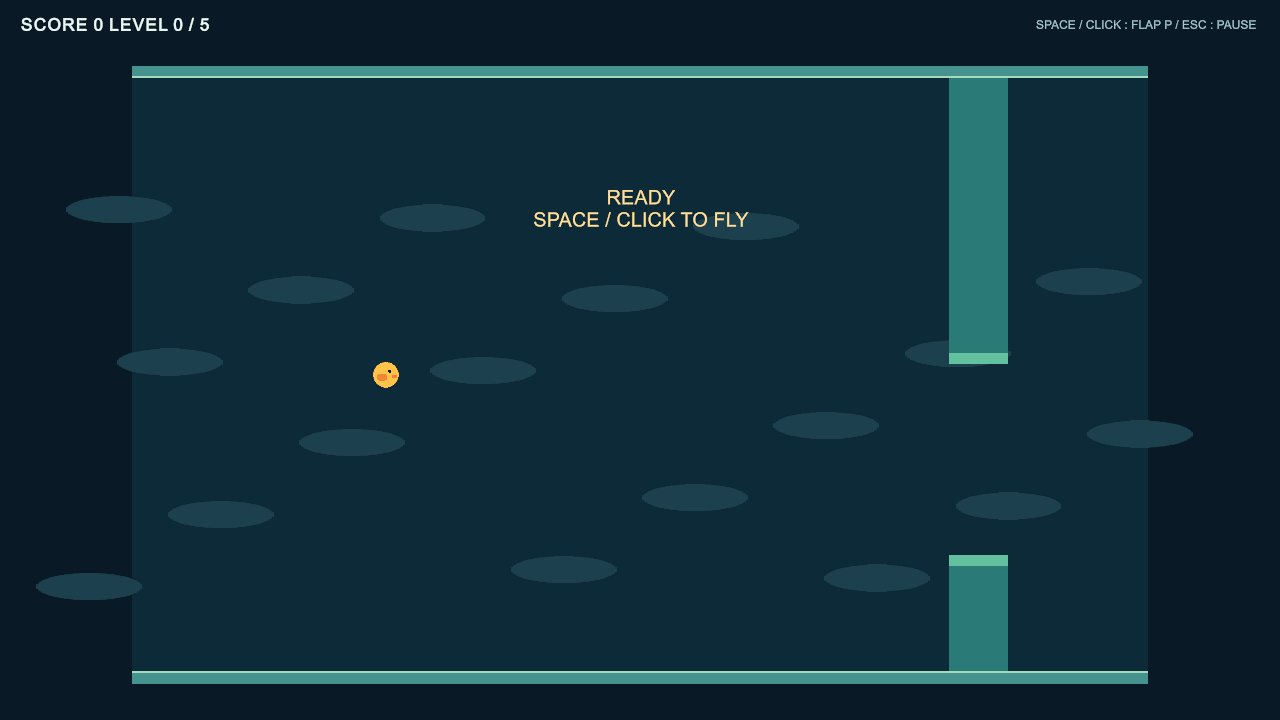 SCORE 0 LEVEL 0 / 5
SPACE / CLICK : FLAP P / ESC : PAUSE
READY
SPACE / CLICK TO FLY